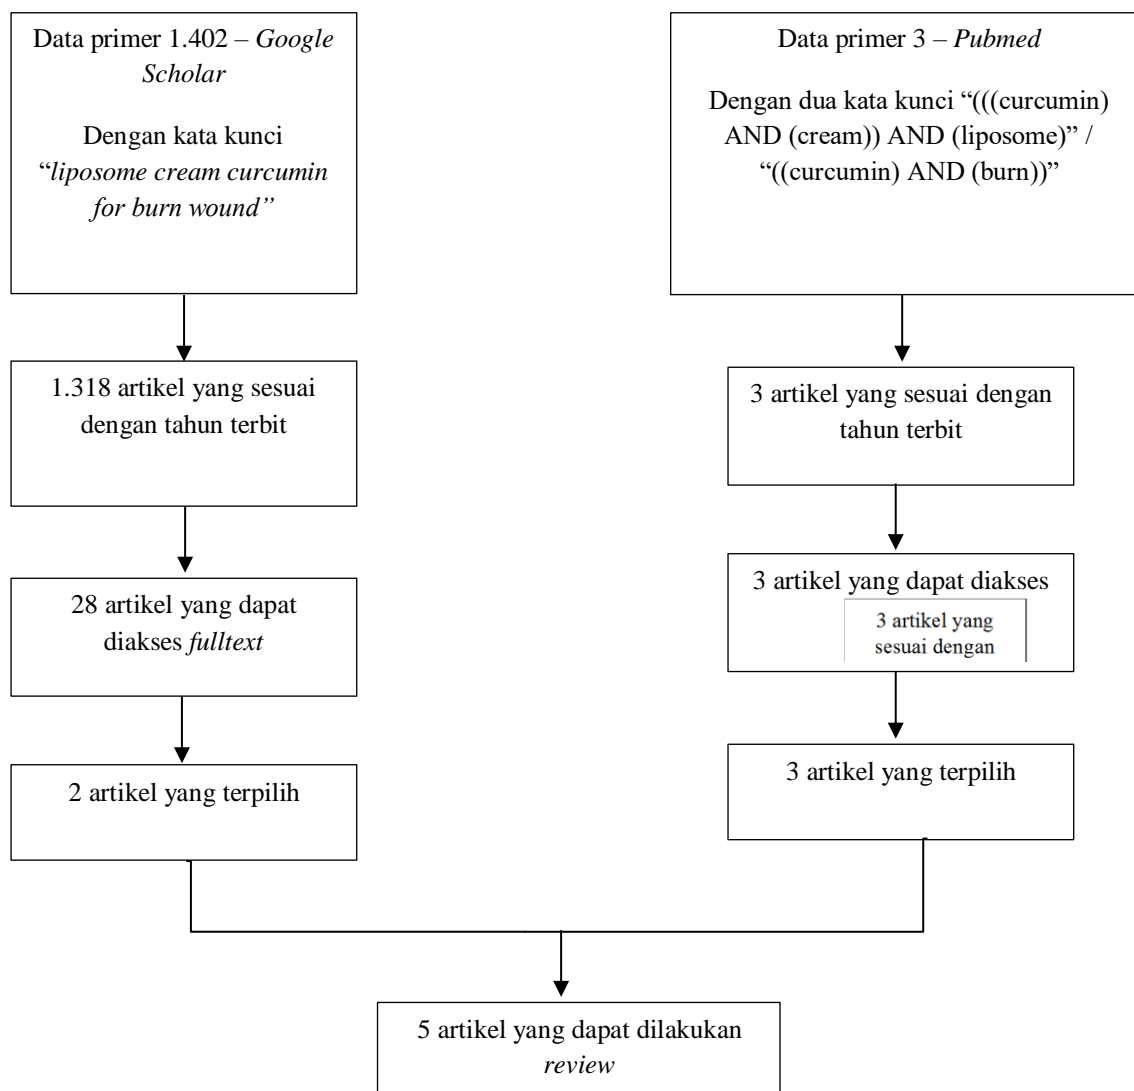 Data primer 1.402 – Google
Scholar
Dengan kata kunci
“liposome cream curcumin
for burn wound”
1.318 artikel yang sesuai
dengan tahun terbit
28 artikel yang dapat
diakses fulltext
2 artikel yang terpilih
Data primer 3 – Pubmed
Dengan dua kata kunci “(((curcumin)
AND (cream)) AND (liposome)” /
“((curcumin) AND (burn))”
3 artikel yang sesuai dengan
tahun terbit
3 artikel yang dapat diakses
3 artikel yang
sesuai dengan
3 artikel yang terpilih
5 artikel yang dapat dilakukan
review